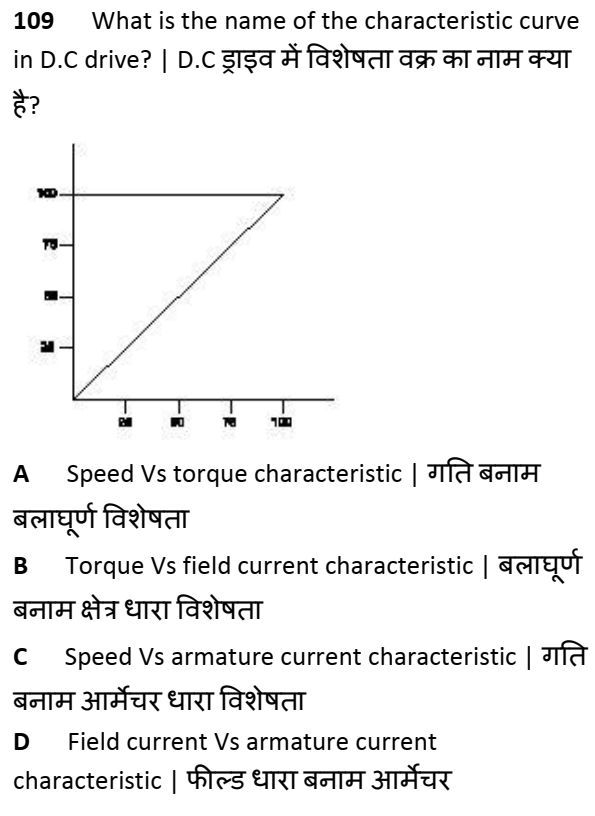 109 What is the name of the characteristic curve
in D.C drive? | D.C ड्राइव में विशेषता वक्र का नाम क्या
है?
100
75
50
25
25 50 75 100
A Speed Vs torque characteristic | गति बनाम
बलाघूर्ण विशेषता
B Torque Vs field current characteristic | बलाघूर्ण
बनाम क्षेत्र धारा विशेषता
C Speed Vs armature current characteristic | गति
बनाम आर्मेचर धारा विशेषता
D Field current Vs armature current
characteristic | फील्ड धारा बनाम आर्मेचर